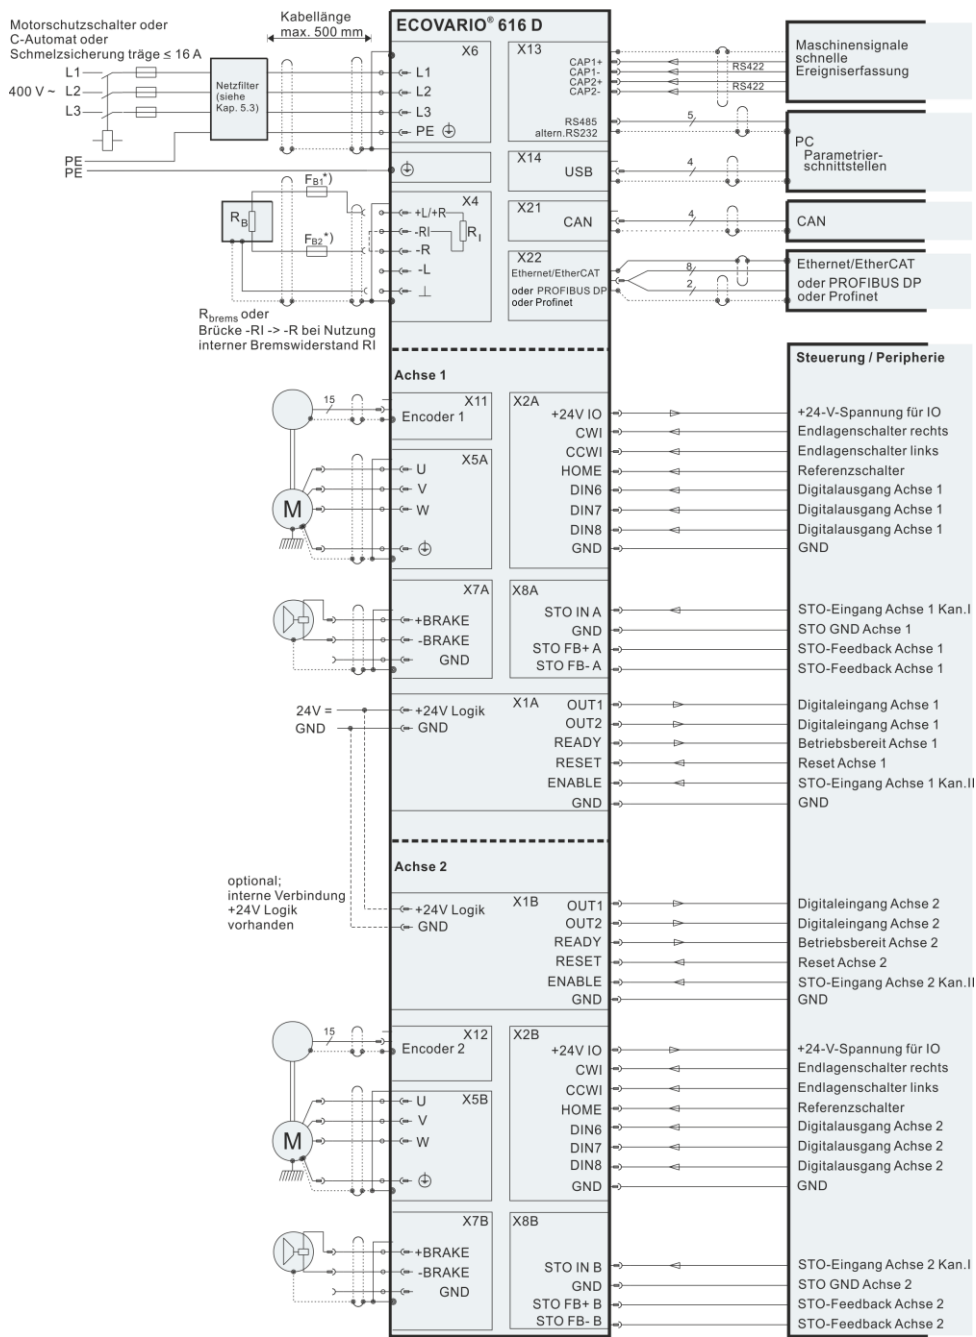 Motorschutzschalter oder
C-Automat oder
Schmelzsicherung träge ≤ 16 A
Kabellänge
max. 500 mm
ECOVARIO® 616 D
L1
400 V ~ L2
L3
Netzfilter
(siehe
Kap. 5.3)
PE
PE
X6
L1
L2
L3
PE
X13
CAP1+
CAP1-
CAP2+
CAP2-
RS422
RS422
Maschinensignale
schnelle
Ereigniserfassung
RS485
altern.RS232
5
X14
USB
4
PC
Parametrier-
schnittstellen
FB1*)
RB
FB2*)
X4
+L/+R
-RI
-R
-L
⊥
RI
X21
CAN
4
CAN
X22
Ethernet/EtherCAT
oder PROFIBUS DP
oder Profinet
8
2
Ethernet/EtherCAT
oder PROFIBUS DP
oder Profinet
Rbrems oder
Brücke -RI -> -R bei Nutzung
interner Bremswiderstand RI
Steuerung / Peripherie
Achse 1
15
X11
Encoder 1
X5A
U
V
W
M
X2A
+24V IO
CWI
CCWI
HOME
DIN6
DIN7
DIN8
GND
+24-V-Spannung für IO
Endlagenschalter rechts
Endlagenschalter links
Referenzschalter
Digitalausgang Achse 1
Digitalausgang Achse 1
Digitalausgang Achse 1
GND
X7A
+BRAKE
-BRAKE
GND
X8A
STO IN A
GND
STO FB+ A
STO FB- A
STO-Eingang Achse 1 Kan.I
STO GND Achse 1
STO-Feedback Achse 1
STO-Feedback Achse 1
24V =
GND
+24V Logik
GND
X1A
OUT1
OUT2
READY
RESET
ENABLE
GND
Digitaleingang Achse 1
Digitaleingang Achse 1
Betriebsbereit Achse 1
Reset Achse 1
STO-Eingang Achse 1 Kan.II
GND
Achse 2
optional;
interne Verbindung
+24V Logik
vorhanden
+24V Logik
GND
X1B
OUT1
OUT2
READY
RESET
ENABLE
GND
Digitaleingang Achse 2
Digitaleingang Achse 2
Betriebsbereit Achse 2
Reset Achse 2
STO-Eingang Achse 2 Kan.II
GND
15
X12
Encoder 2
X5B
U
V
W
M
X2B
+24V IO
CWI
CCWI
HOME
DIN6
DIN7
DIN8
GND
+24-V-Spannung für IO
Endlagenschalter rechts
Endlagenschalter links
Referenzschalter
Digitalausgang Achse 2
Digitalausgang Achse 2
Digitalausgang Achse 2
GND
X7B
+BRAKE
-BRAKE
GND
X8B
STO IN B
GND
STO FB+ B
STO FB- B
STO-Eingang Achse 2 Kan.I
STO GND Achse 2
STO-Feedback Achse 2
STO-Feedback Achse 2